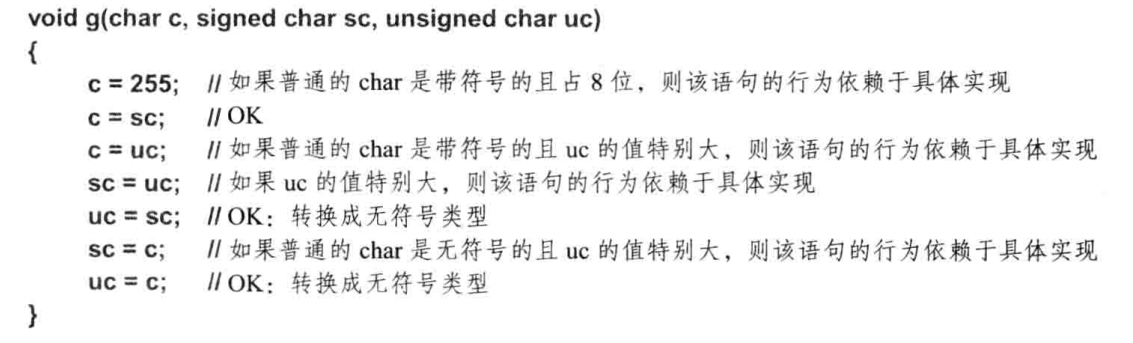 void g(char c, signed char sc, unsigned char uc)
{
c = 255; // 如果普通的 char 是带符号的且占 8 位，则该语句的行为依赖于具体实现
c = sc; // OK
c = uc; // 如果普通的 char 是带符号的且 uc 的值特别大，则该语句的行为依赖于具体实现
sc = uc; // 如果 uc 的值特别大，则该语句的行为依赖于具体实现
uc = sc; // OK：转换成无符号类型
sc = c; // 如果普通的 char 是无符号的且 uc 的值特别大，则该语句的行为依赖于具体实现
uc = c; // OK：转换成无符号类型
}